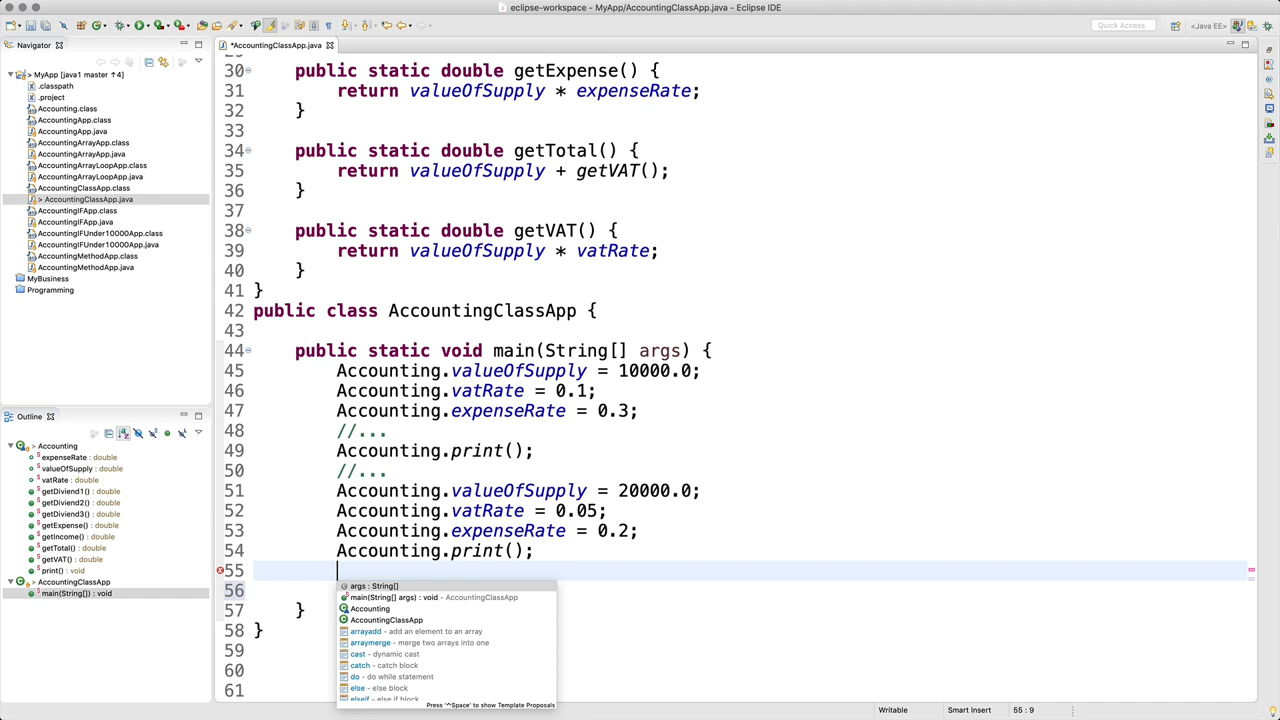 eclipse-workspace - MyApp/AccountingClassApp.java - Eclipse IDE
Quick Access
<Java EE>
Navigator
> MyApp [java1 master ↑4]
.classpath
.project
Accounting.class
AccountingApp.class
AccountingApp.java
AccountingArrayApp.class
AccountingArrayApp.java
AccountingArrayLoopApp.class
AccountingArrayLoopApp.java
AccountingClassApp.class
> AccountingClassApp.java
AccountingIFApp.class
AccountingIFApp.java
AccountingIFUnder10000App.class
AccountingIFUnder10000App.java
AccountingMethodApp.class
AccountingMethodApp.java
MyBusiness
Programming
Outline
> Accounting
expenseRate : double
valueOfSupply : double
vatRate : double
getDiviend1() : double
getDiviend2() : double
getDiviend3() : double
getExpense() : double
getIncome() : double
getTotal() : double
getVAT() : double
print() : void
> AccountingClassApp
main(String[]) : void
*AccountingClassApp.java
30 public static double getExpense() {
31 return valueOfSupply * expenseRate;
32 }
33
34 public static double getTotal() {
35 return valueOfSupply + getVAT();
36 }
37
38 public static double getVAT() {
39 return valueOfSupply * vatRate;
40 }
41 }
42 public class AccountingClassApp {
43
44 public static void main(String[] args) {
45 Accounting.valueOfSupply = 10000.0;
46 Accounting.vatRate = 0.1;
47 Accounting.expenseRate = 0.3;
48 //...
49 Accounting.print();
50 //...
51 Accounting.valueOfSupply = 20000.0;
52 Accounting.vatRate = 0.05;
53 Accounting.expenseRate = 0.2;
54 Accounting.print();
55
56
57 }
58 }
59
60
61
args : String[]
main(String[] args) : void - AccountingClassApp
Accounting
AccountingClassApp
arrayadd - add an element to an array
arraymerge - merge two arrays into one
cast - dynamic cast
catch - catch block
do - do while statement
else - else block
elseif - else if block
Press '^Space' to show Template Proposals
Writable
Smart Insert
55 : 9